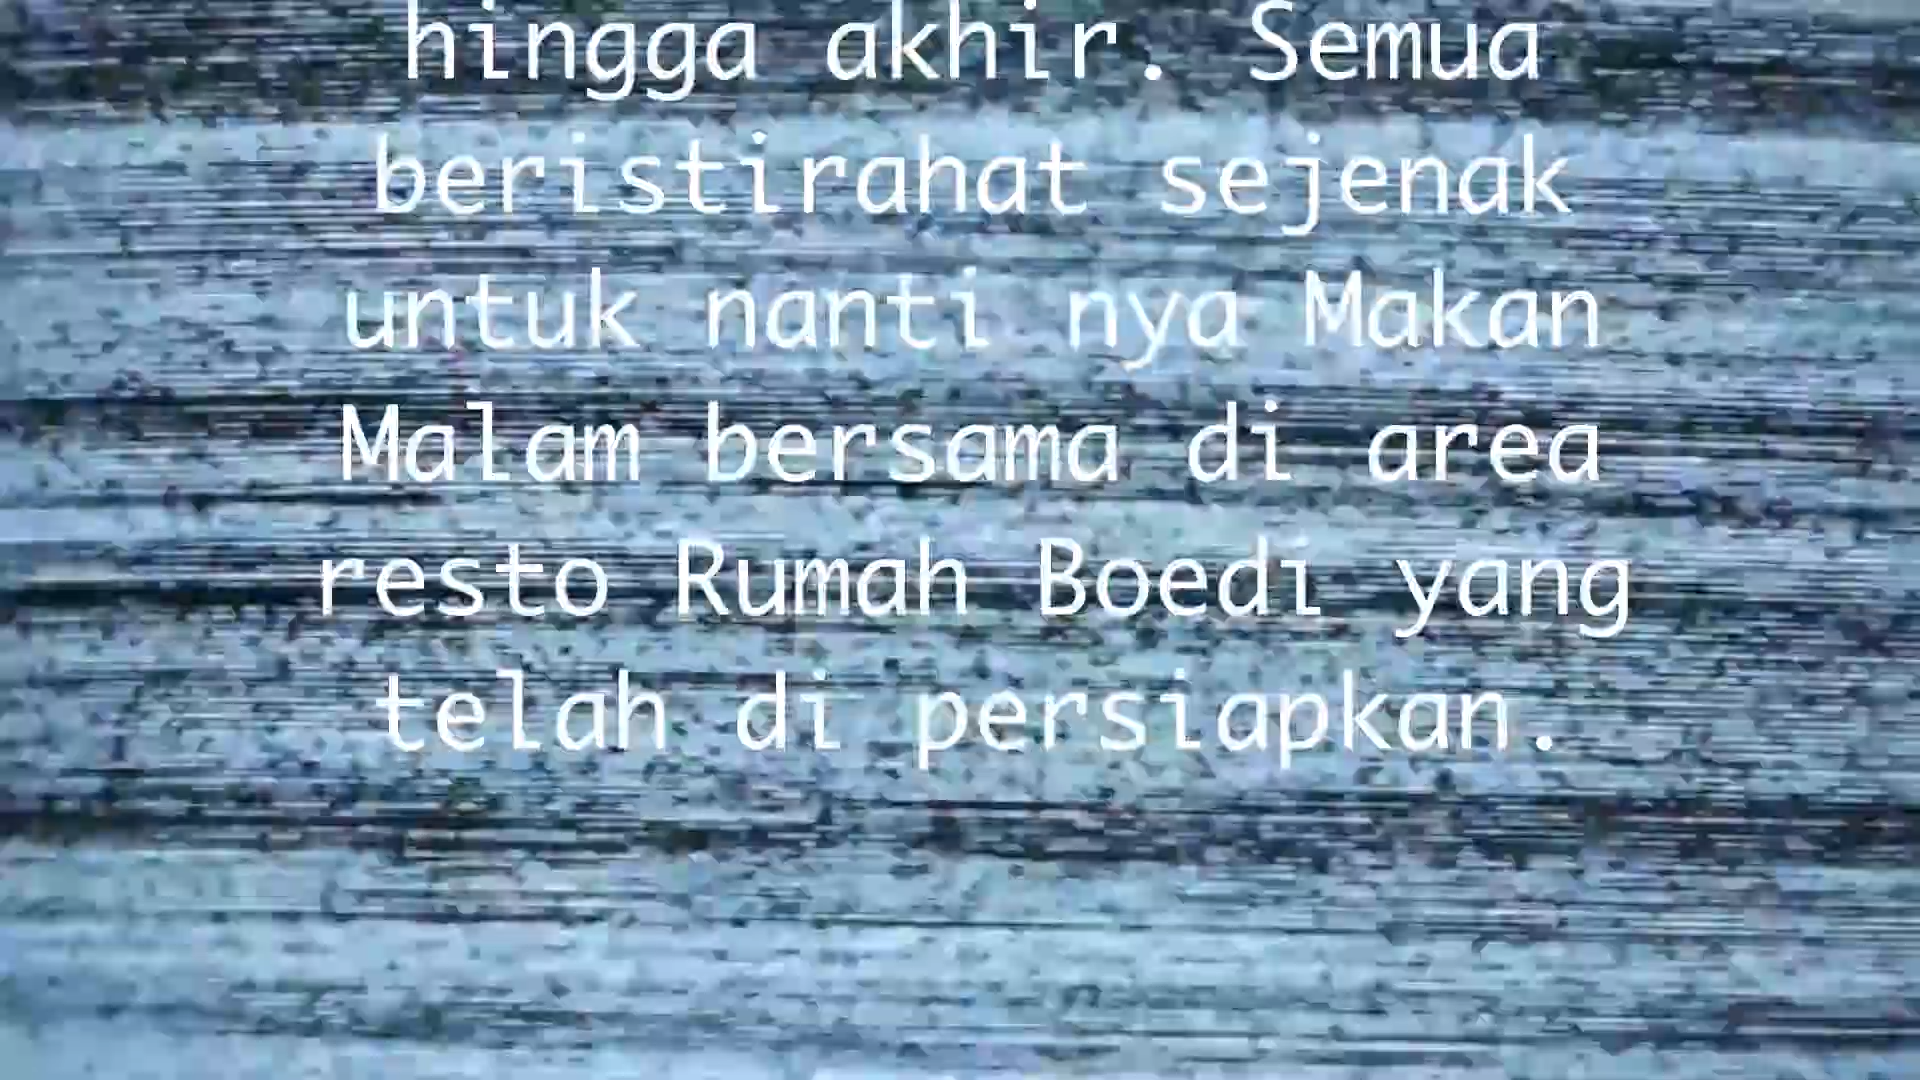 hingga akhir. Semua
beristirahat sejenak
untuk nanti nya Makan
Malam bersama di area
resto Rumah Boedi yang
telah di persiapkan.